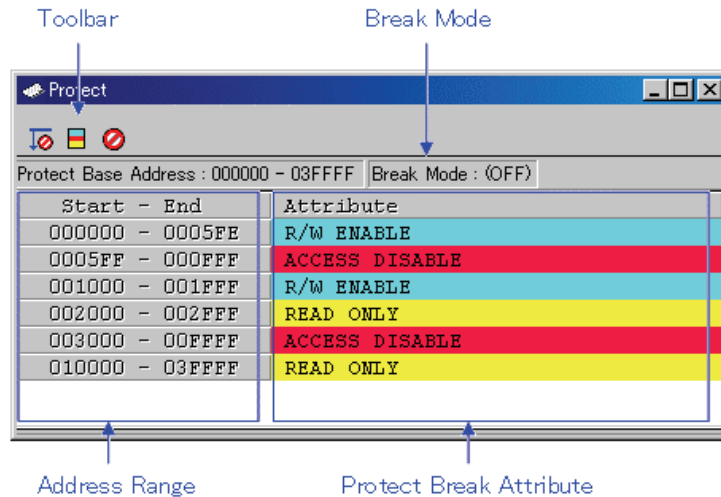 Toolbar Break Mode
Protect
Protect Base Address : 000000 - 03FFFF Break Mode : (OFF)
Start - End Attribute
000000 - 0005FE R/W ENABLE
0005FF - 000FFF ACCESS DISABLE
001000 - 001FFF R/W ENABLE
002000 - 002FFF READ ONLY
003000 - 00FFFF ACCESS DISABLE
010000 - 03FFFF READ ONLY
Address Range Protect Break Attribute